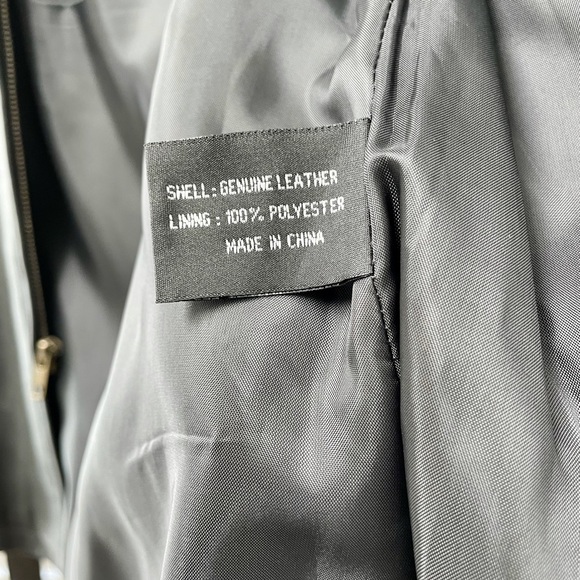 SHELL: GENUINE LEATHER
LINING: 100% POLYESTER
MADE IN CHINA